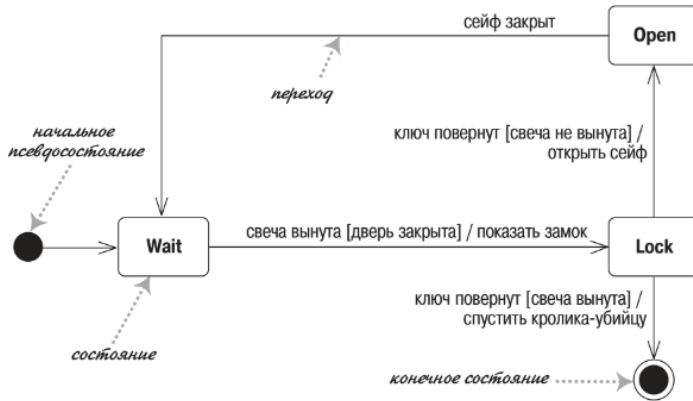 сейф закрыт
Open
переход
ключ повернут [свеча не вынута] /
открыть сейф
начальное
псевдосостояние
Wait
свеча вынута [дверь закрыта] / показать замок
Lock
ключ повернут [свеча вынута] /
спустить кролика-убийцу
состояние
конечное состояние